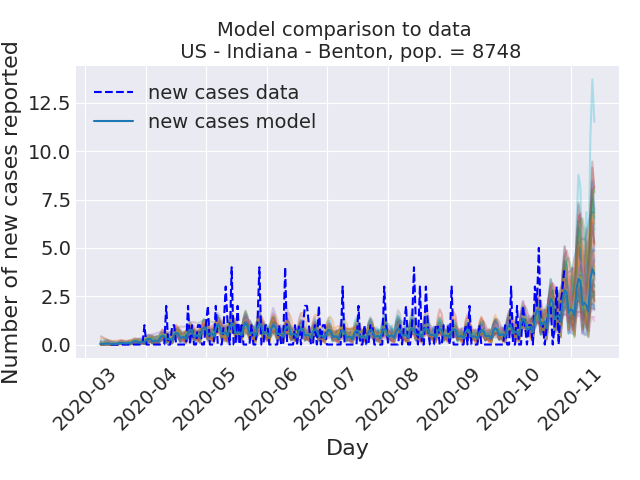 Model comparison to data
US - Indiana - Benton, pop. = 8748
Number of new cases reported
12.5
10.0
7.5
5.0
2.5
0.0
new cases data
new cases model
2020-03
2020-04
2020-05
2020-06
2020-07
2020-08
2020-09
2020-10
2020-11
Day